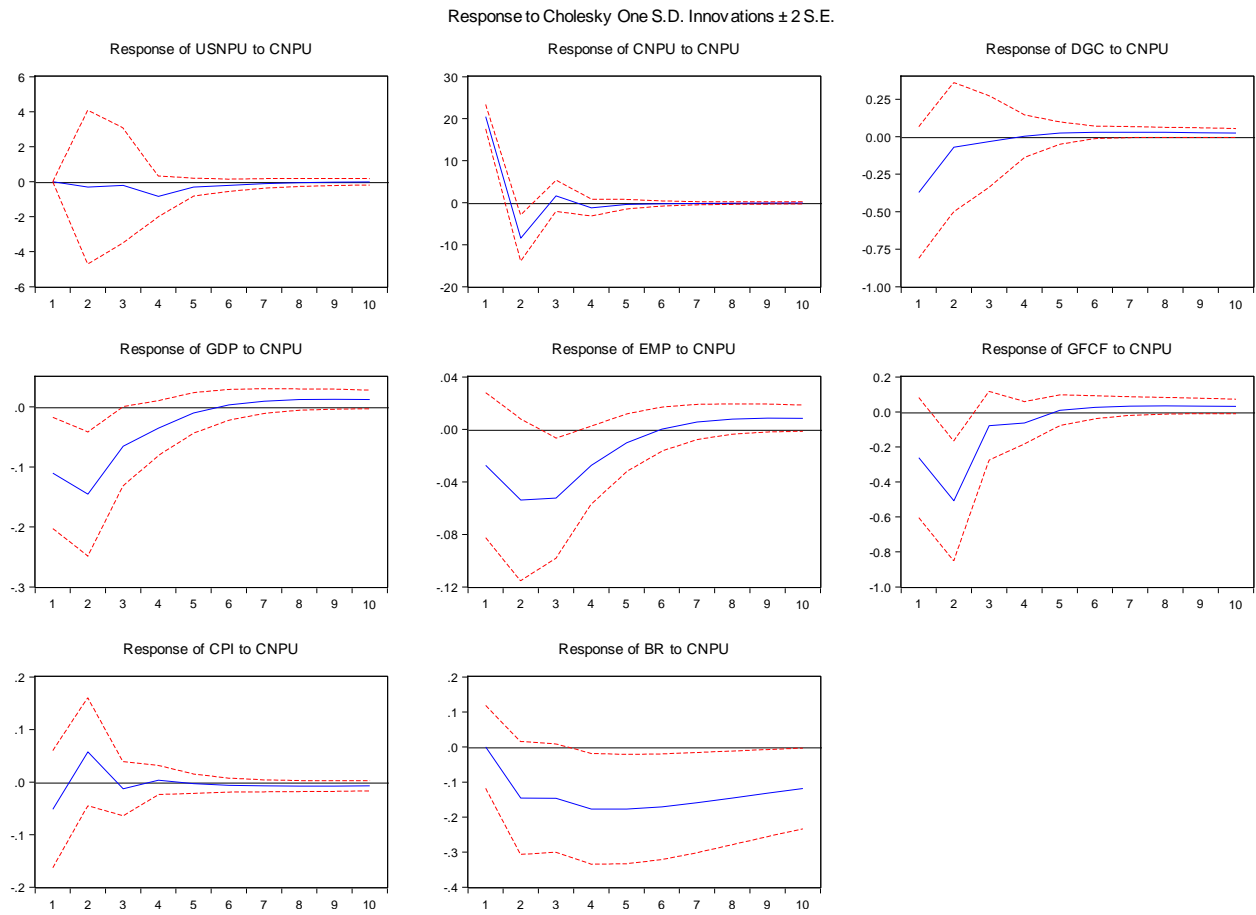 Response to Cholesky One S.D. Innovations ± 2 S.E.
Response of USNPU to CNPU
6
4
2
0
-2
-4
-6
1 2 3 4 5 6 7 8 9 10
Response of CNPU to CNPU
30
20
10
0
-10
-20
1 2 3 4 5 6 7 8 9 10
Response of DGC to CNPU
0.25
0.00
-0.25
-0.50
-0.75
-1.00
1 2 3 4 5 6 7 8 9 10
Response of GDP to CNPU
.0
-.1
-.2
-.3
1 2 3 4 5 6 7 8 9 10
Response of EMP to CNPU
.04
.00
-.04
-.08
-.12
1 2 3 4 5 6 7 8 9 10
Response of GFCF to CNPU
0.2
0.0
-0.2
-0.4
-0.6
-0.8
-1.0
1 2 3 4 5 6 7 8 9 10
Response of CPI to CNPU
.2
.1
.0
-.1
-.2
1 2 3 4 5 6 7 8 9 10
Response of BR to CNPU
.2
.1
.0
-.1
-.2
-.3
-.4
1 2 3 4 5 6 7 8 9 10